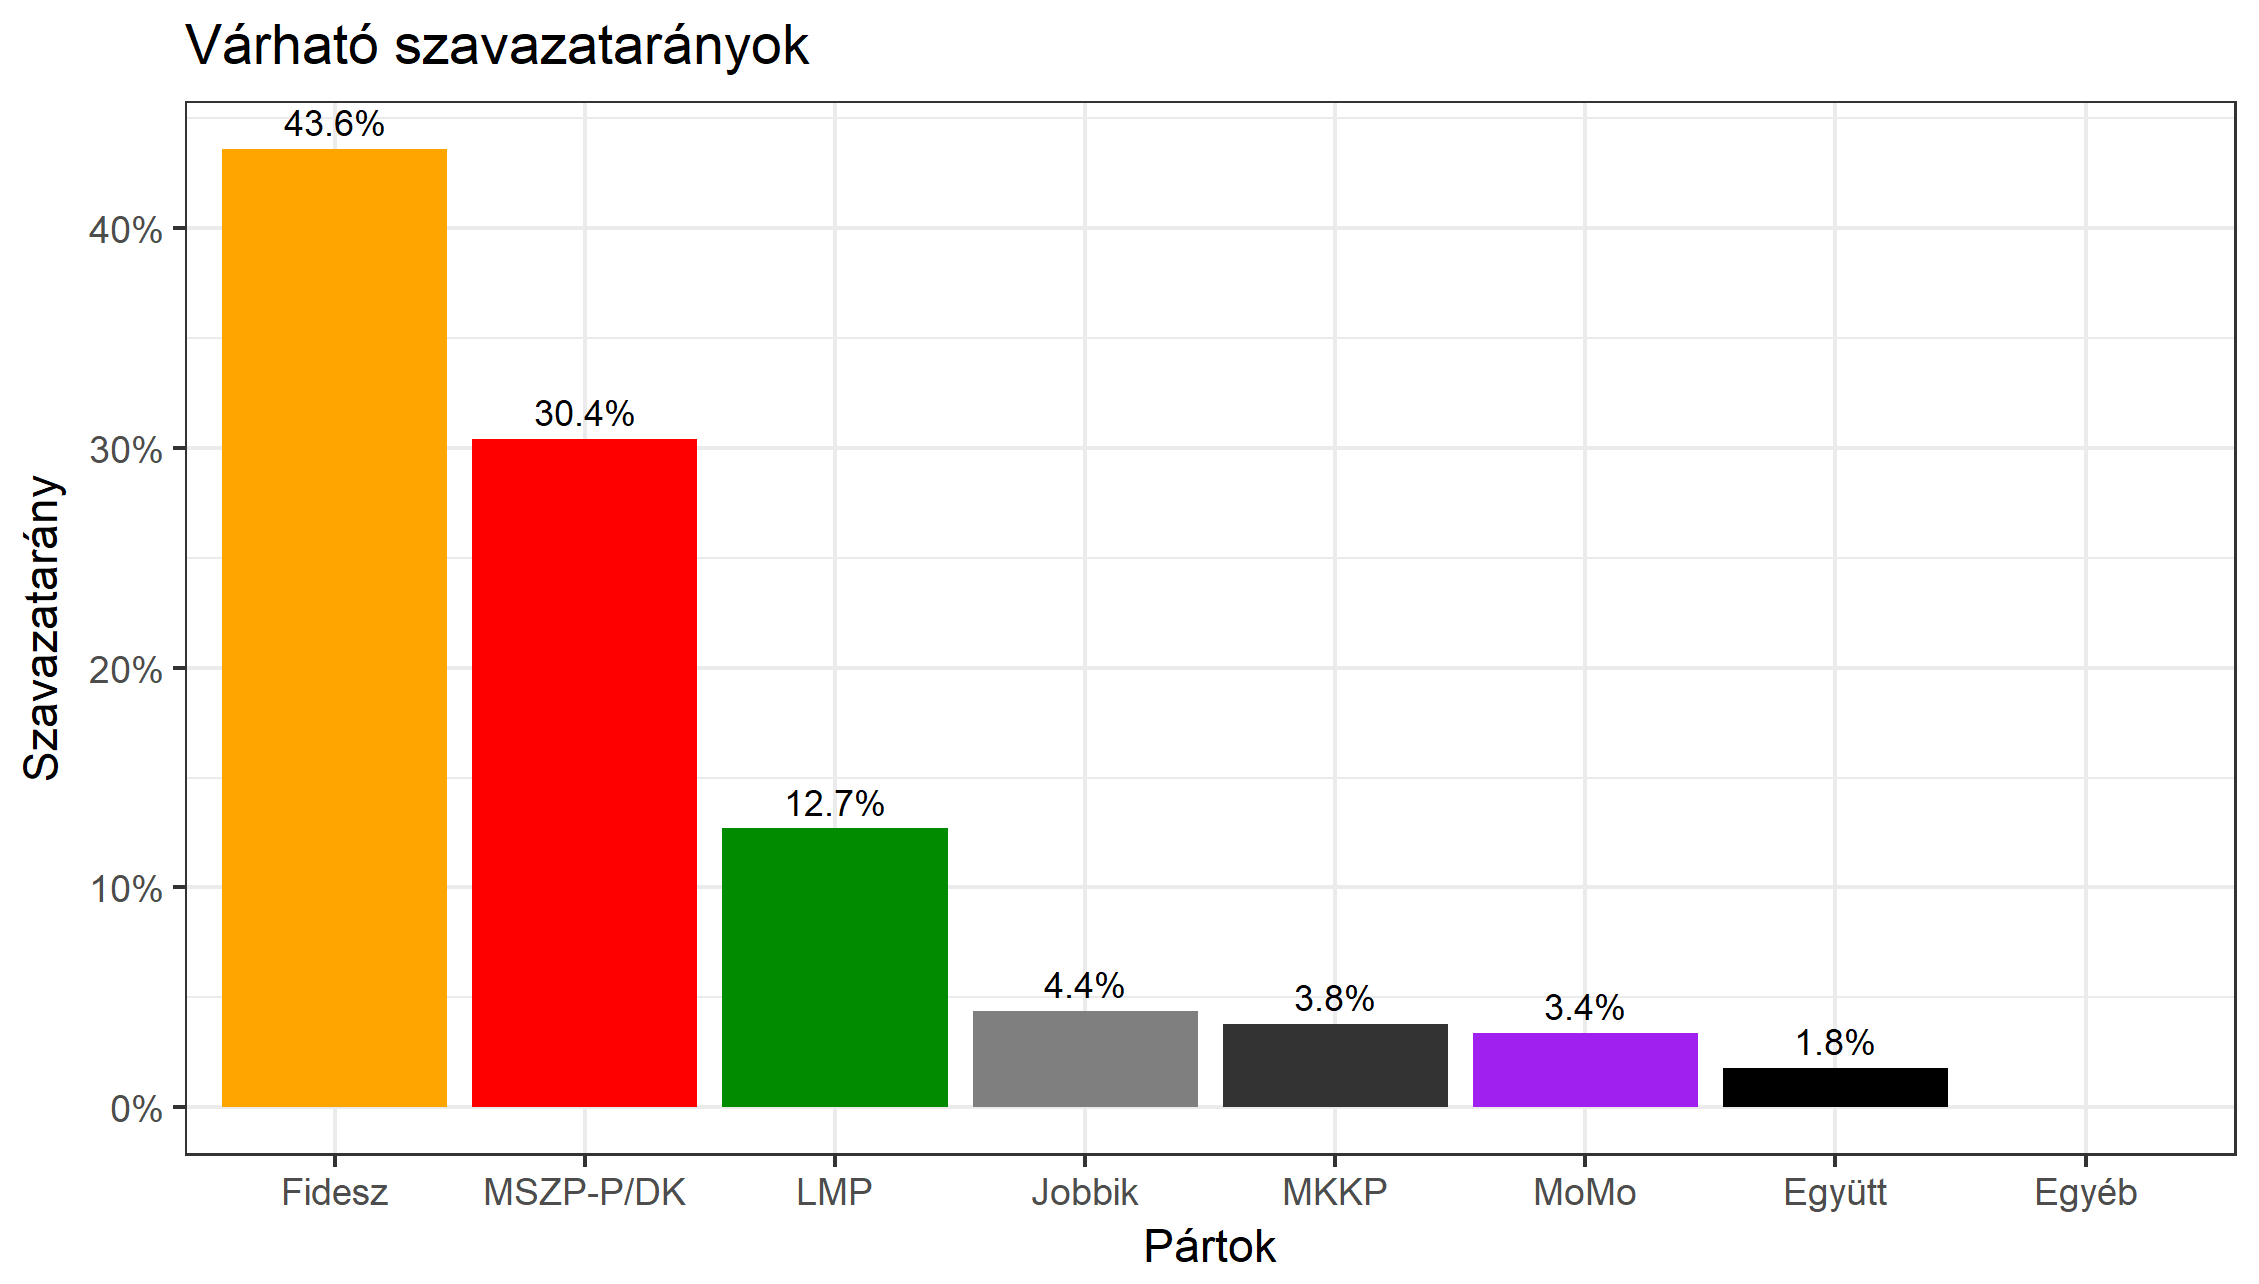 Várható szavazatarányok
43.6%
30.4%
12.7%
4.4%
3.8%
3.4%
1.8%
40%
30%
20%
10%
0%
Szavazatarány
Fidesz
MSZP-P/DK
LMP
Jobbik
MKKP
MoMo
Együtt
Egyéb
Pártok